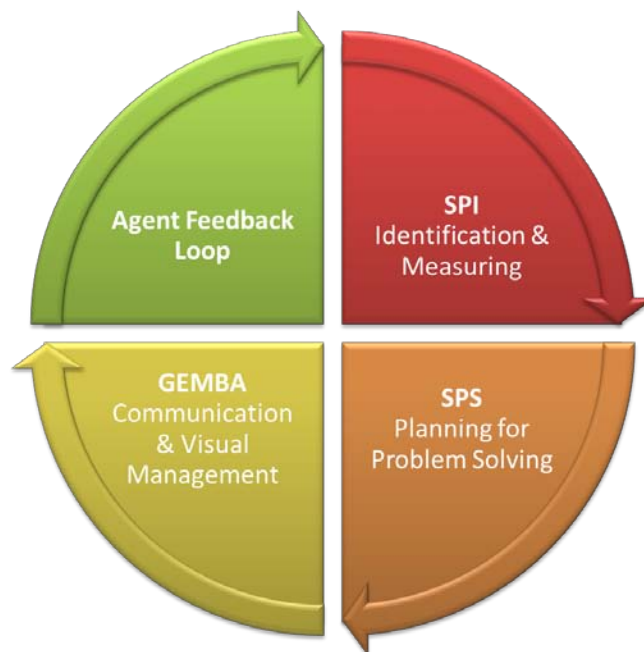 Agent Feedback
Loop
SPI
Identification &
Measuring
GEMBA
Communication
& Visual
Management
SPS
Planning for
Problem Solving